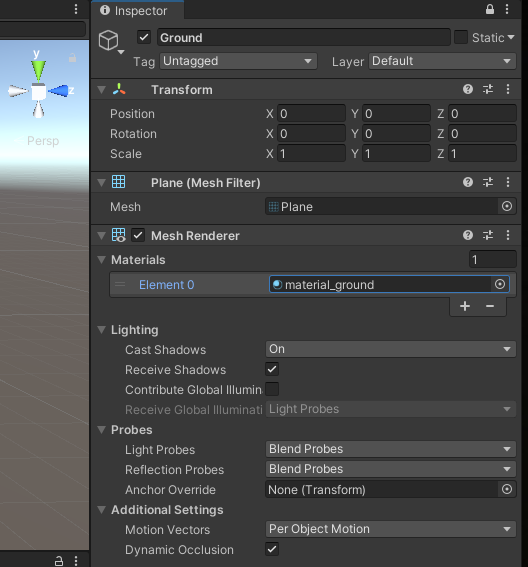 Inspector
Ground
Static
Tag Untagged Layer Default
y
z
Persp
Transform
Position X 0 Y 0 Z 0
Rotation X 0 Y 0 Z 0
Scale X 1 Y 1 Z 1
Plane (Mesh Filter)
Mesh Plane
Mesh Renderer
Materials 1
Element 0 material_ground
+ −
Lighting
Cast Shadows On
Receive Shadows
Contribute Global Illumin
Receive Global Illuminati Light Probes
Probes
Light Probes Blend Probes
Reflection Probes Blend Probes
Anchor Override None (Transform)
Additional Settings
Motion Vectors Per Object Motion
Dynamic Occlusion